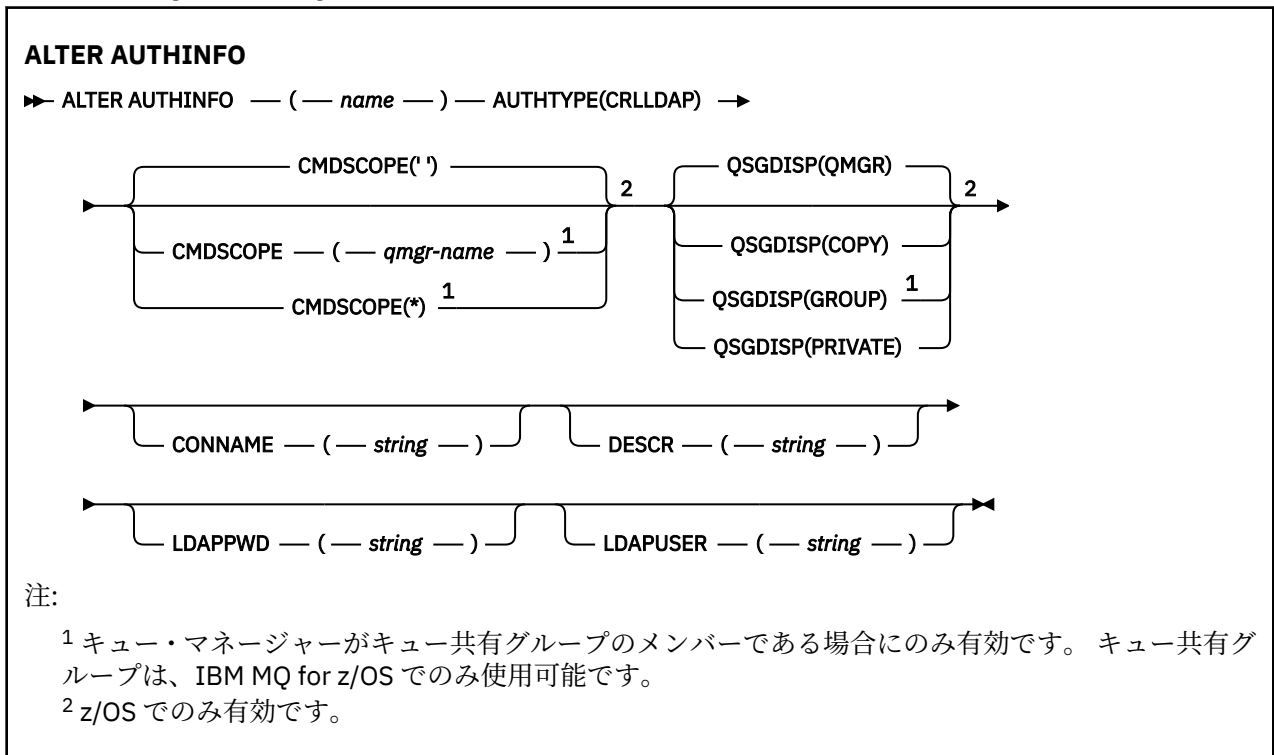 ALTER AUTHINFO
ALTER AUTHINFO ( name ) AUTHTYPE(CRLLDAP)
CMDSCOPE(' ')
2
CMDSCOPE ( qmgr-name ) 1
CMDSCOPE(*) 1
QSGDISP(QMGR)
2
QSGDISP(COPY)
QSGDISP(GROUP) 1
QSGDISP(PRIVATE)
CONNAME ( string )
DESCR ( string )
LDAPPWD ( string )
LDAPUSER ( string )
注:
1 キュー・マネージャーがキュー共有グループのメンバーである場合にのみ有効です。 キュー共有グ
ループは、IBM MQ for z/OS でのみ使用可能です。
2 z/OS でのみ有効です。